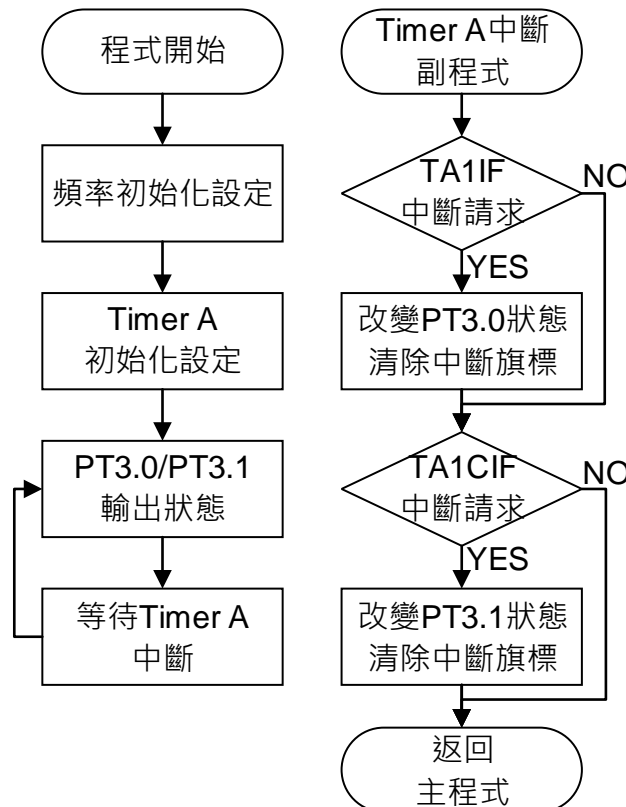 程式開始
頻率初始化設定
Timer A
初始化設定
PT3.0/PT3.1
輸出狀態
等待Timer A
中斷
Timer A中斷
副程式
TA1IF
中斷請求
NO
YES
改變PT3.0狀態
清除中斷旗標
TA1CIF
中斷請求
NO
YES
改變PT3.1狀態
清除中斷旗標
返回
主程式